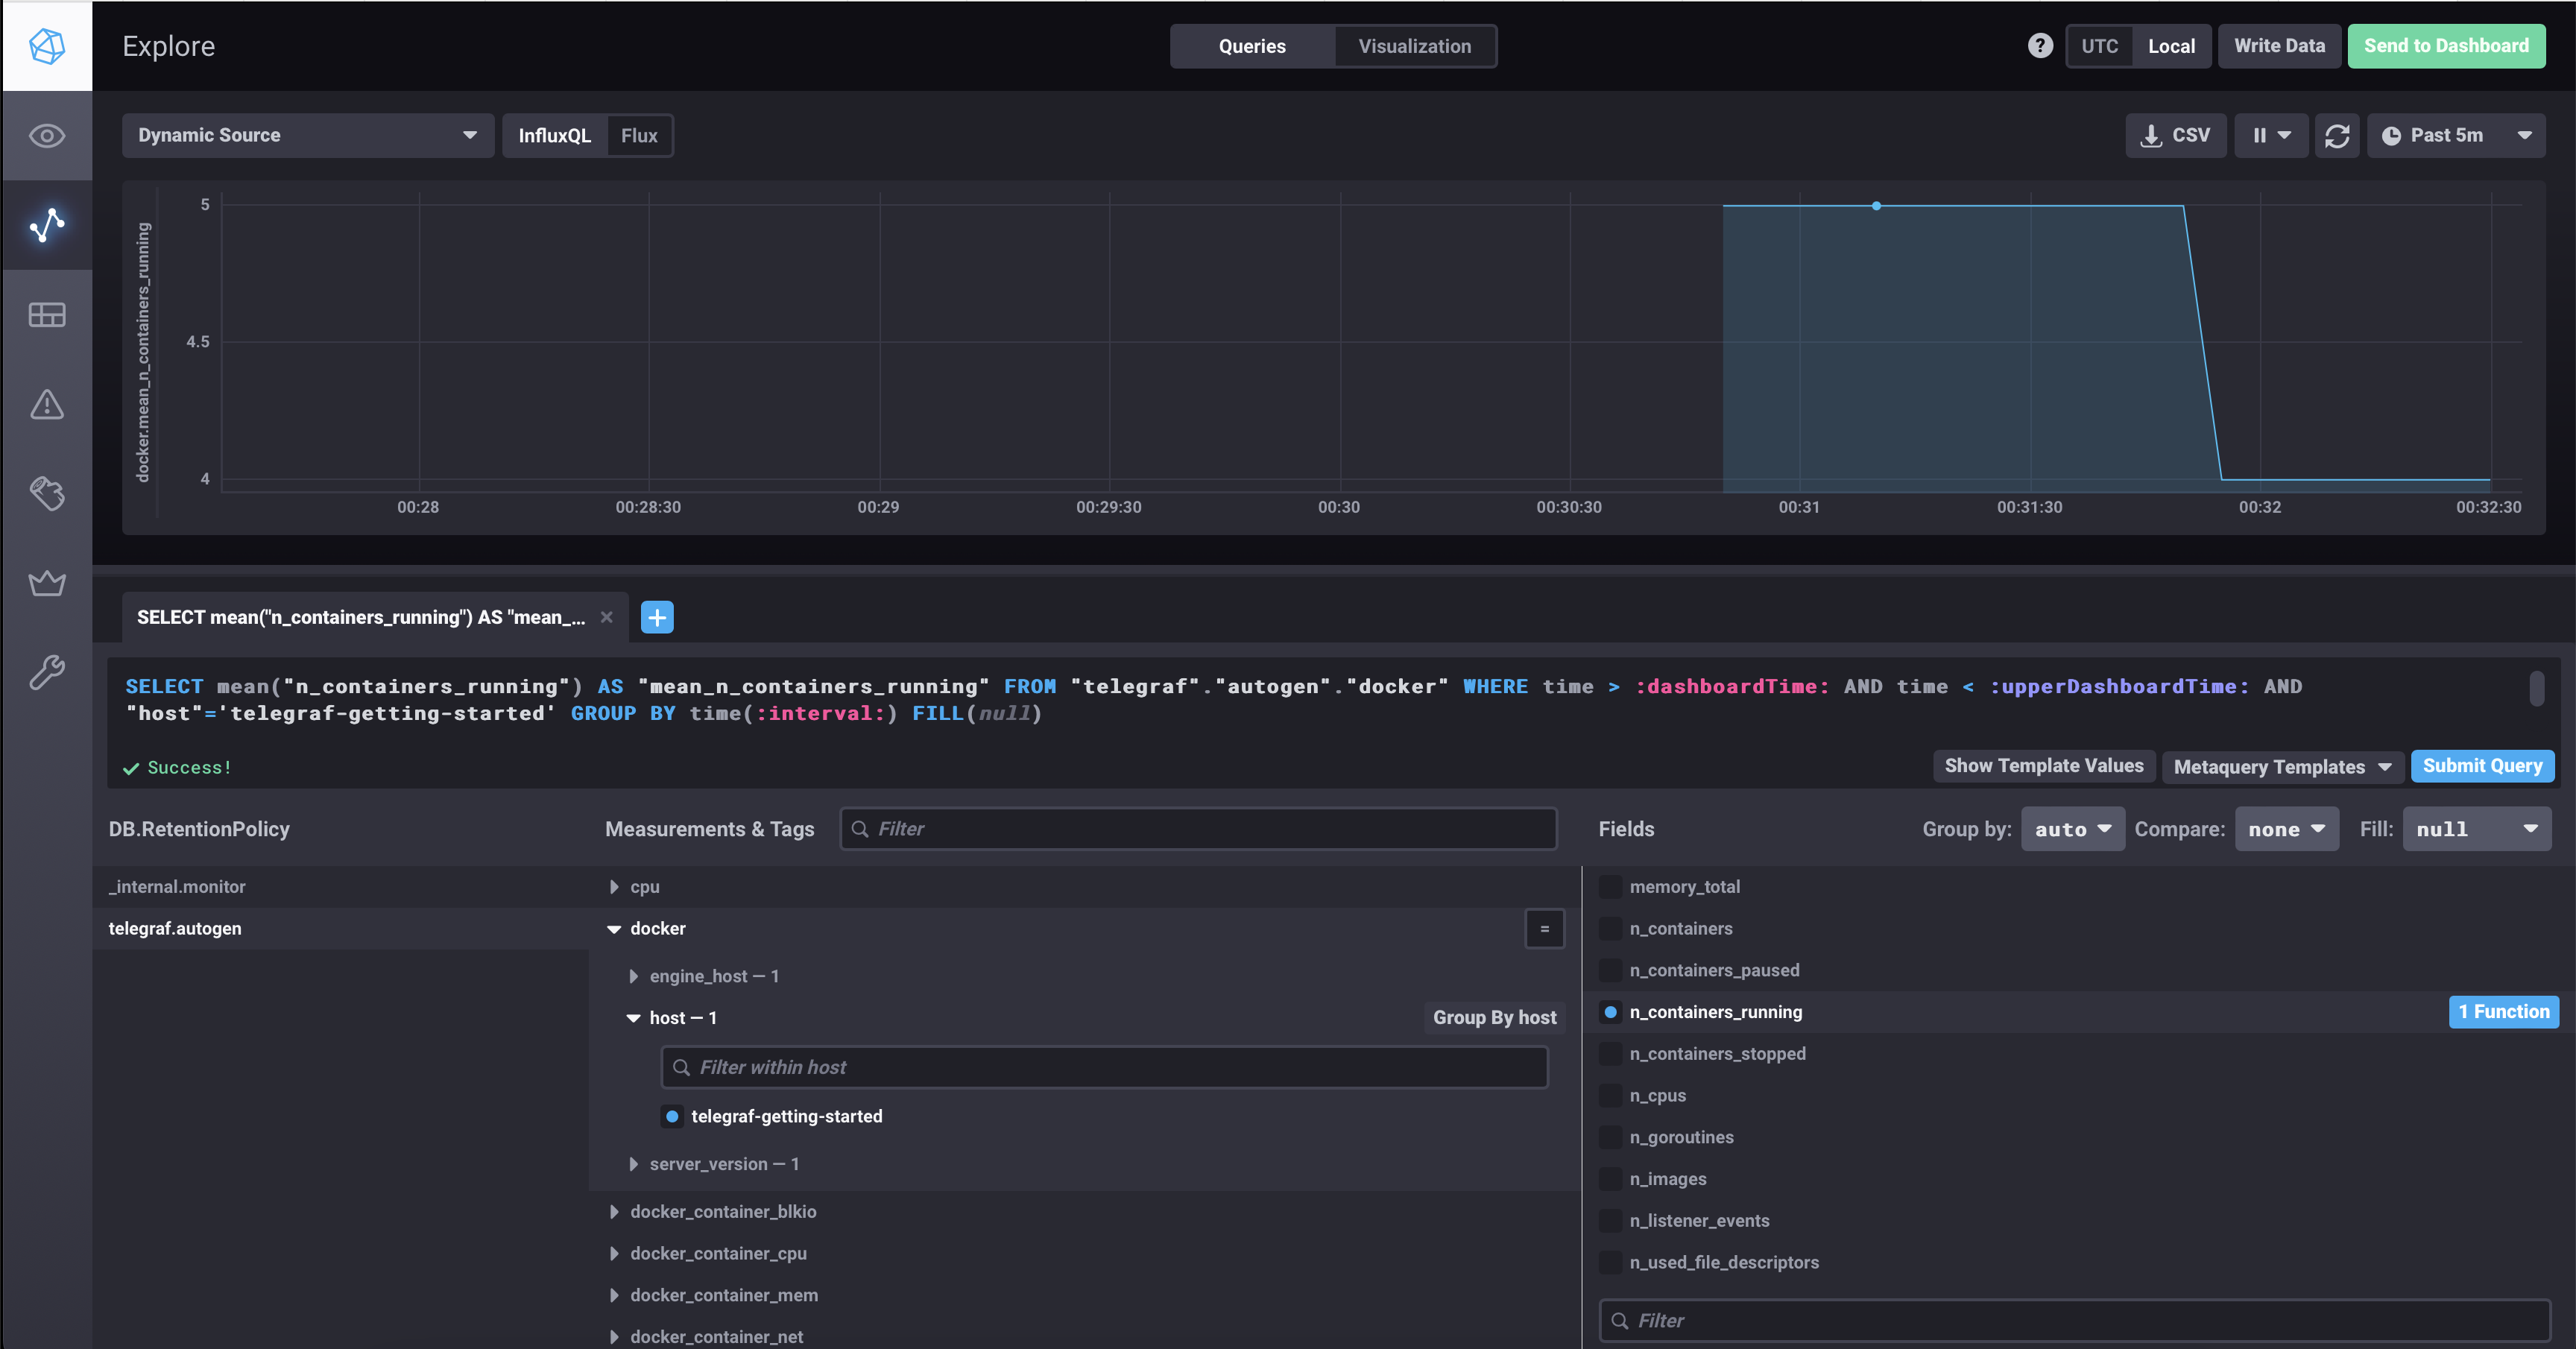 Explore
Queries
Visualization
?
UTC
Local
Write Data
Send to Dashboard
Dynamic Source
InfluxQL
Flux
CSV
Past 5m
docker.mean_n_containers_running
5
4.5
4
00:28
00:28:30
00:29
00:29:30
00:30
00:30:30
00:31
00:31:30
00:32
00:32:30
SELECT mean("n_containers_running") AS "mean_...
SELECT mean("n_containers_running") AS "mean_n_containers_running" FROM "telegraf"."autogen"."docker" WHERE time > :dashboardTime: AND time < :upperDashboardTime: AND
"host"='telegraf-getting-started' GROUP BY time(:interval:) FILL(null)
Success!
Show Template Values
Metaquery Templates
Submit Query
DB.RetentionPolicy
_internal.monitor
telegraf.autogen
Measurements & Tags
Filter
cpu
docker
=
engine_host — 1
host — 1
Group By host
Filter within host
telegraf-getting-started
server_version — 1
docker_container_blkio
docker_container_cpu
docker_container_mem
docker_container_net
Fields
Group by:
auto
Compare:
none
Fill:
null
memory_total
n_containers
n_containers_paused
n_containers_running
1 Function
n_containers_stopped
n_cpus
n_goroutines
n_images
n_listener_events
n_used_file_descriptors
Filter